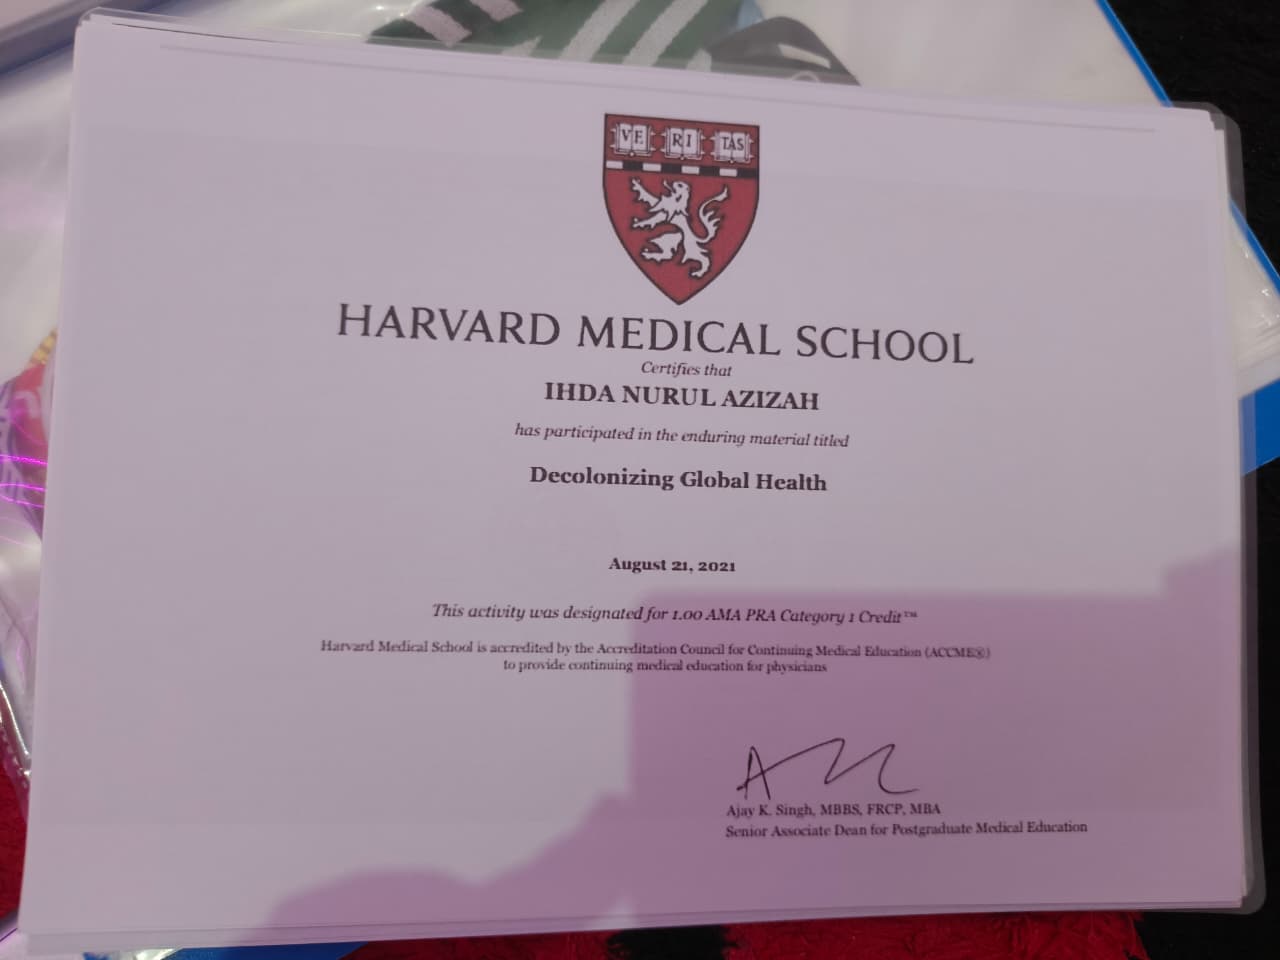 VE RI TAS
HARVARD MEDICAL SCHOOL
Certifies that
IHDA NURUL AZIZAH
has participated in the enduring material titled
Decolonizing Global Health
August 21, 2021
This activity was designated for 1.00 AMA PRA Category 1 Credit™
Harvard Medical School is accredited by the Accreditation Council for Continuing Medical Education (ACCME®)
to provide continuing medical education for physicians
Ajay K. Singh, MBBS, FRCP, MBA
Senior Associate Dean for Postgraduate Medical Education